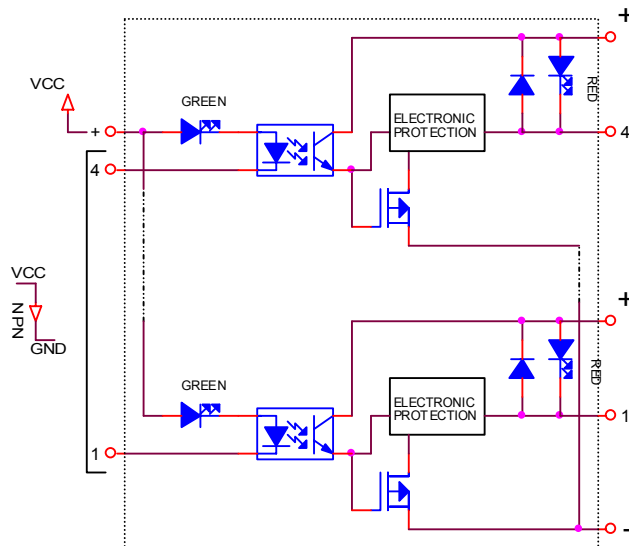 +
VCC
GREEN
RED
+
ELECTRONIC
PROTECTION
4
4
VCC
NPN
GND
+
GREEN
RED
ELECTRONIC
PROTECTION
1
1
-